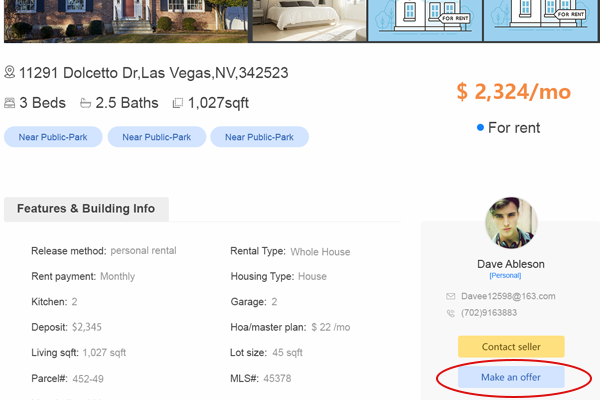 FOR RENT
FOR RENT
11291 Dolcetto Dr,Las Vegas,NV,342523
3 Beds 2.5 Baths 1,027sqft
$ 2,324/mo
For rent
Near Public-Park Near Public-Park Near Public-Park
Features & Building Info
Release method: personal rental
Rental Type: Whole House
Rent payment: Monthly
Housing Type: House
Kitchen: 2
Garage: 2
Deposit: $2,345
Hoa/master plan: $ 22 /mo
Living sqft: 1,027 sqft
Lot size: 45 sqft
Parcel#: 452-49
MLS#: 45378
Dave Ableson
[Personal]
Davee12598@163.com
(702)9163883
Contact seller
Make an offer